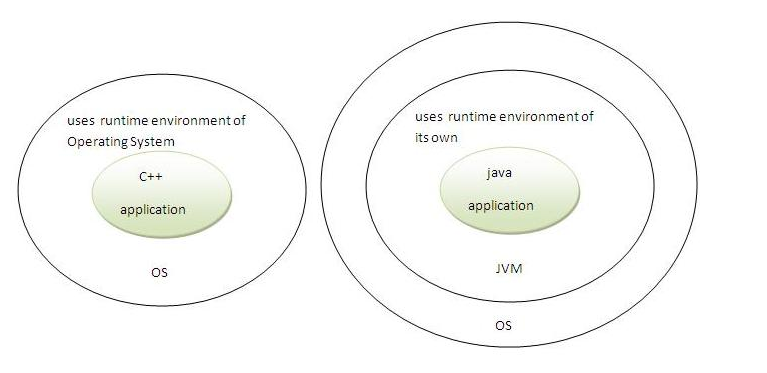 uses runtime environment of
Operating System
C++
application
OS
uses runtime environment of
its own
java
application
JVM
OS